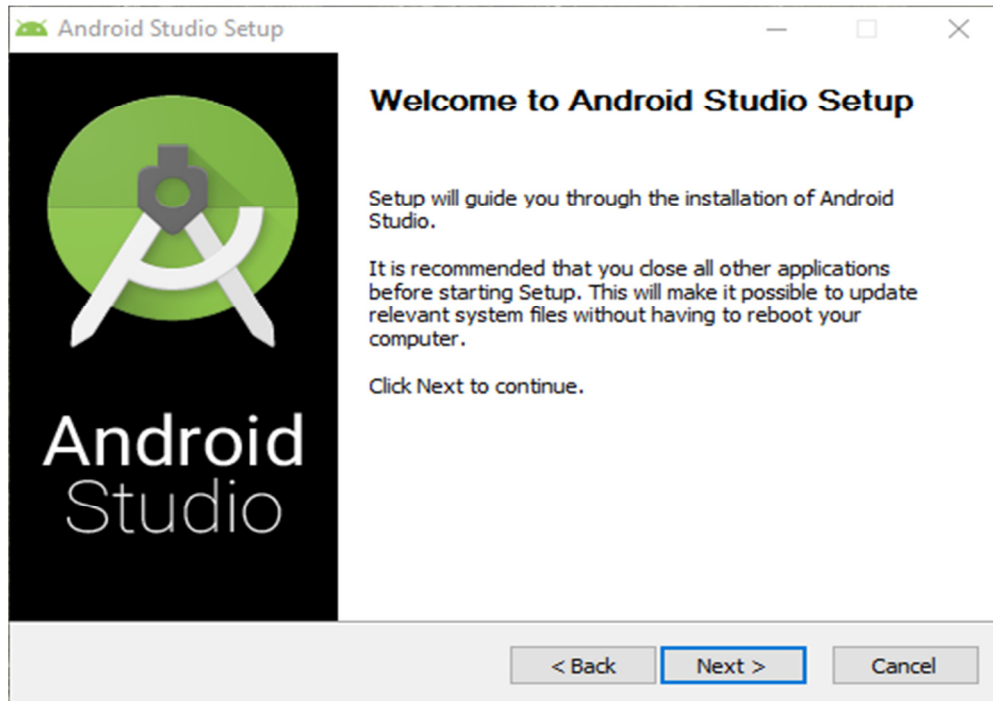 Android Studio Setup
Welcome to Android Studio Setup
Setup will guide you through the installation of Android
Studio.
It is recommended that you close all other applications
before starting Setup. This will make it possible to update
relevant system files without having to reboot your
computer.
Click Next to continue.
Android
Studio
< Back Next > Cancel